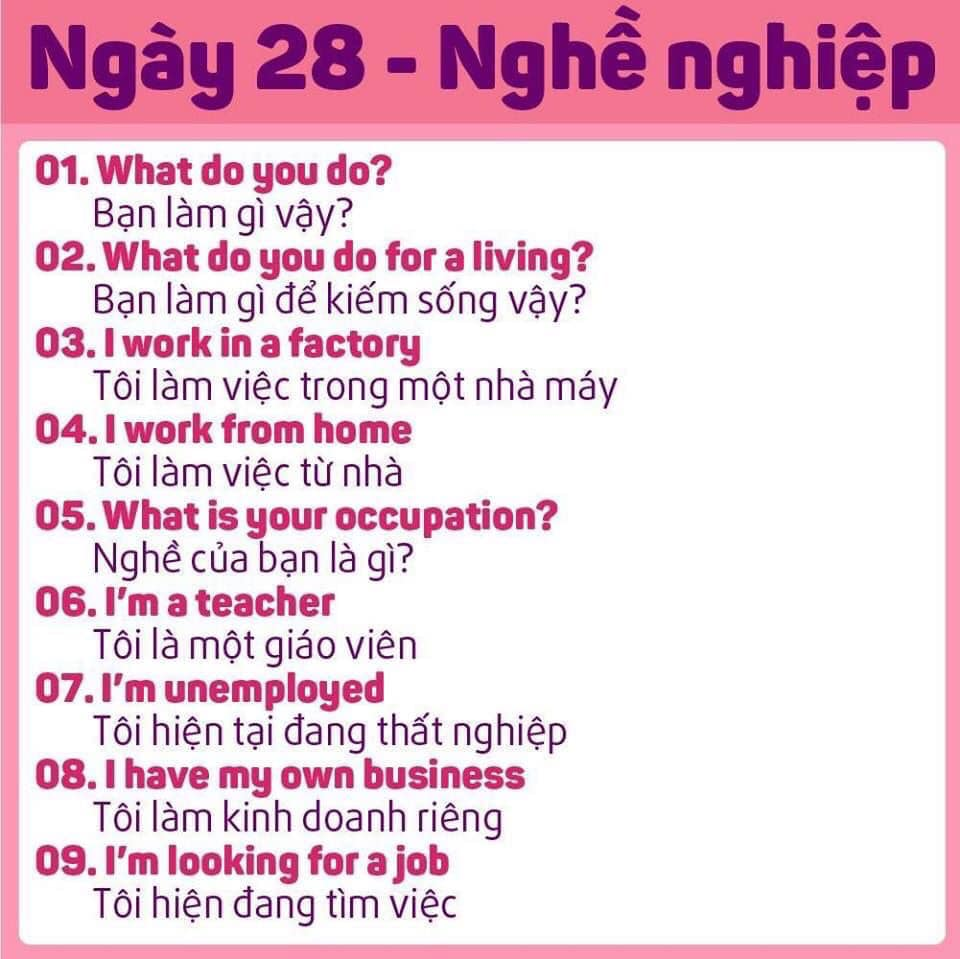 Ngày 28 - Nghề nghiệp
01. What do you do?
Bạn làm gì vậy?
02. What do you do for a living?
Bạn làm gì để kiếm sống vậy?
03. I work in a factory
Tôi làm việc trong một nhà máy
04. I work from home
Tôi làm việc từ nhà
05. What is your occupation?
Nghề của bạn là gì?
06. I'm a teacher
Tôi là một giáo viên
07. I'm unemployed
Tôi hiện tại đang thất nghiệp
08. I have my own business
Tôi làm kinh doanh riêng
09. I'm looking for a job
Tôi hiện đang tìm việc